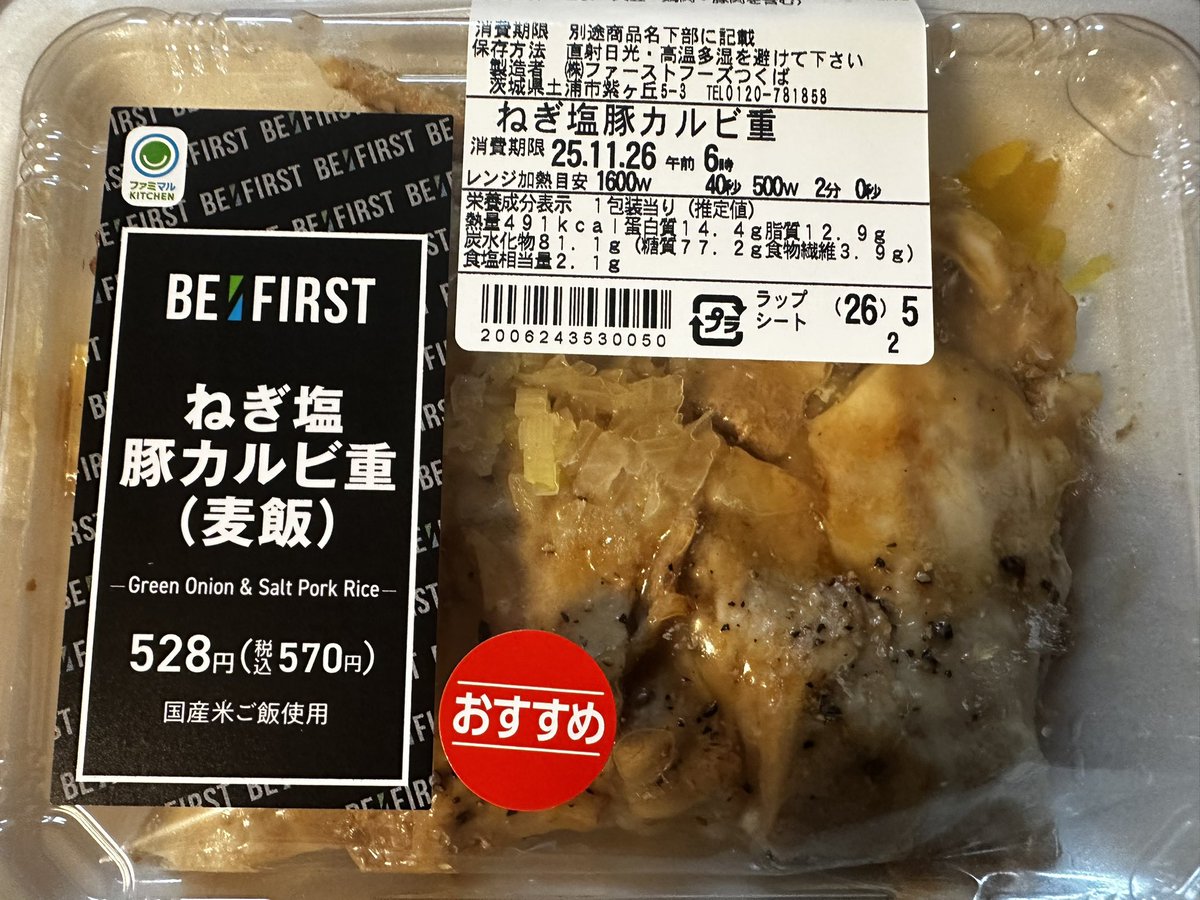 消費期限 別途商品名下部に記載
保存方法 直射日光・高温多湿を避けて下さい
製造者 ㈱ファーストフーズつくば
茨城県土浦市紫ヶ丘5-3 TEL0120-781858
ねぎ塩豚カルビ重
消費期限 25.11.26 午前 6時
レンジ加熱目安 1600W 40秒 500W 2分 0秒
栄養成分表示 1包装当り(推定値)
熱量491kcal蛋白質14.4g脂質12.9g
炭水化物81.1g(糖質77.2g食物繊維3.9g)
食塩相当量2.1g
2006243530050
プラ
ラップ
シート
(26) 5
2
ファミマル
KITCHEN
BE:FIRST
ねぎ塩
豚カルビ重
(麦飯)
Green Onion & Salt Pork Rice
528円(税込570円)
国産米ご飯使用
おすすめ